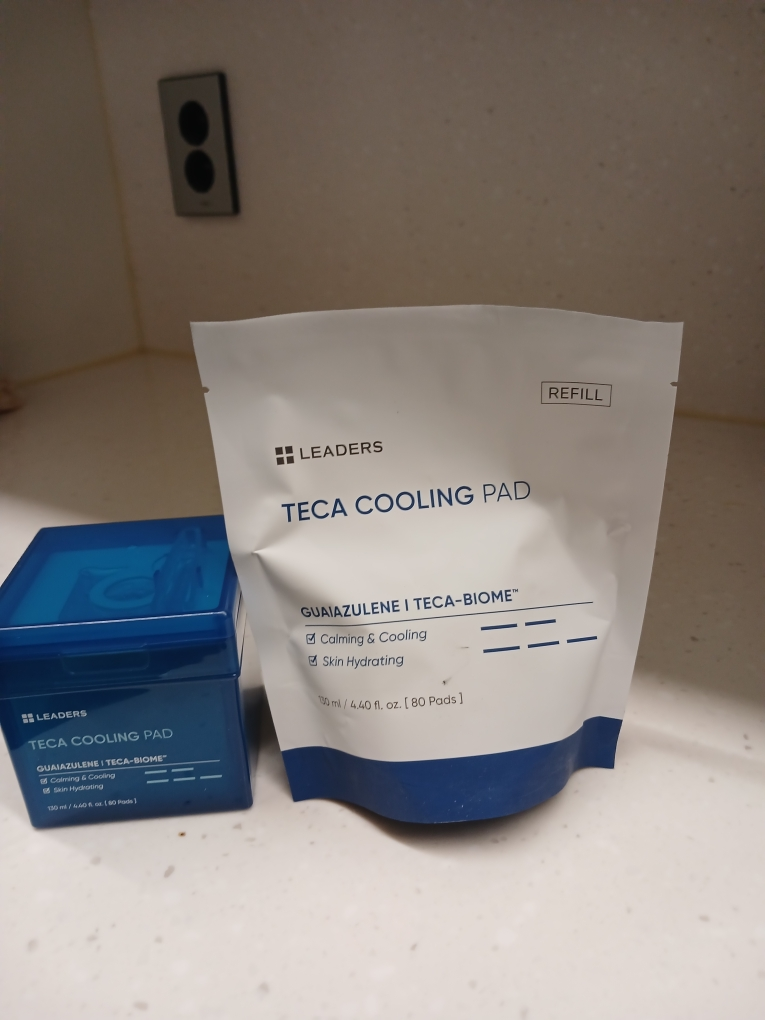 REFILL
LEADERS
TECA COOLING PAD
GUAIAZULENE | TECA-BIOME™
Calming & Cooling
Skin Hydrating
130 ml / 4.40 fl. oz. [ 80 Pads ]
LEADERS
TECA COOLING PAD
GUAIAZULENE | TECA-BIOME™
Calming & Cooling
Skin Hydrating
130 ml / 4.40 fl. oz. [ 80 Pads ]